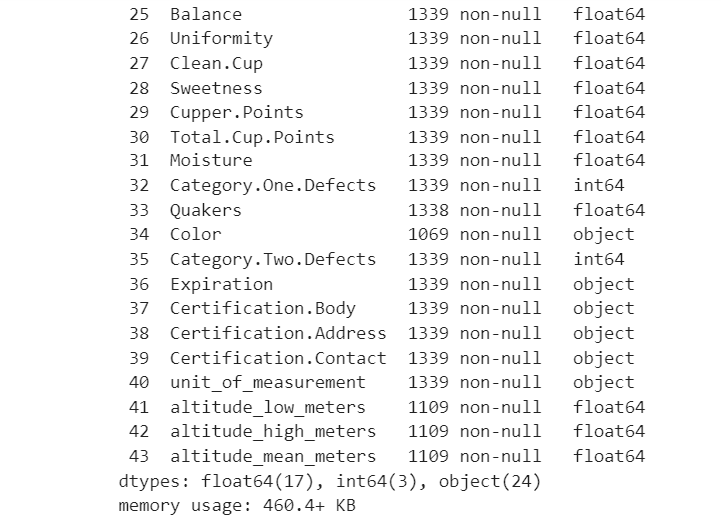 25 Balance 1339 non-null float64
26 Uniformity 1339 non-null float64
27 Clean.Cup 1339 non-null float64
28 Sweetness 1339 non-null float64
29 Cupper.Points 1339 non-null float64
30 Total.Cup.Points 1339 non-null float64
31 Moisture 1339 non-null float64
32 Category.One.Defects 1339 non-null int64
33 Quakers 1338 non-null float64
34 Color 1069 non-null object
35 Category.Two.Defects 1339 non-null int64
36 Expiration 1339 non-null object
37 Certification.Body 1339 non-null object
38 Certification.Address 1339 non-null object
39 Certification.Contact 1339 non-null object
40 unit_of_measurement 1339 non-null object
41 altitude_low_meters 1109 non-null float64
42 altitude_high_meters 1109 non-null float64
43 altitude_mean_meters 1109 non-null float64
dtypes: float64(17), int64(3), object(24)
memory usage: 460.4+ KB